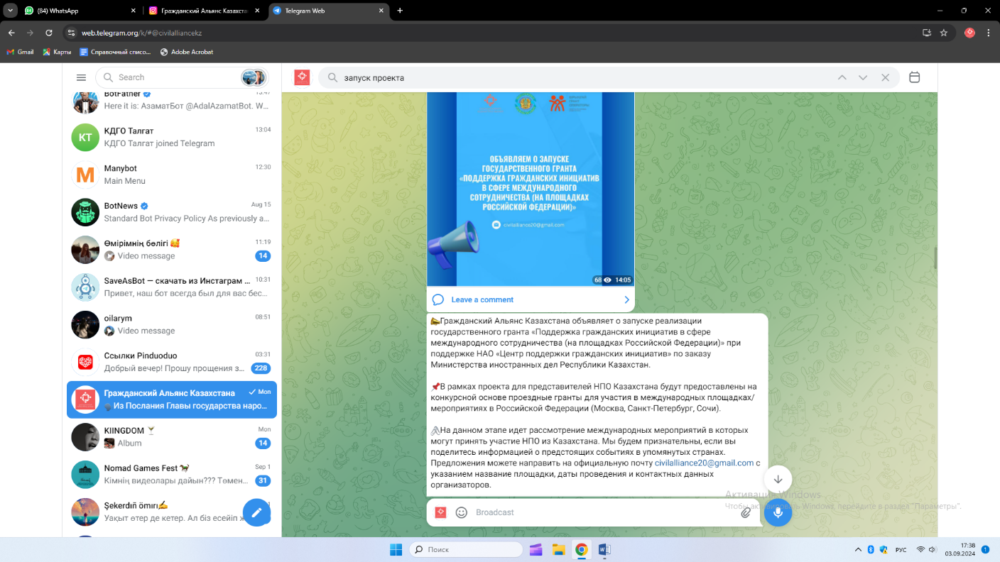 (84) WhatsApp
Гражданский Альянс Казахста
Telegram Web
web.telegram.org/k/#@civilalliancekz
Gmail
Карты
Справочный списо...
Adobe Acrobat
Search
BotFather
Here it is: АзаматБот @AdalAzamatBot. W...
КТ
КДГО Талгат 13:04
КДГО Талгат joined Telegram
Manybot 12:30
Main Menu
BotNews Aug 15
Standard Bot Privacy Policy As previously a...
Өмірімнің бөлігі 🥰 11:19
Video message 14
SaveAsBot — скачать из Инстаграм ... 10:31
Привет, наш бот всегда был для вас бес...
oilarym 08:51
Video message
Ссылки Pinduoduo 03:31
Добрый вечер! Прошу прощения з... 228
Гражданский Альянс Казахстана Mon
Из Послания Главы государства наро...
KIINGDOM 🍸 Mon
Album 14
Nomad Games Fest 🐎 Sep 1
Кімнің видеолары дайын??? Төмен... 31
Şekerdıñ ömırı✍
Уақыт өтер де кетер. Ал біз есейіп ж
запуск проекта
ОБЪЯВЛЯЕМ О ЗАПУСКЕ
ГОСУДАРСТВЕННОГО ГРАНТА
«ПОДДЕРЖКА ГРАЖДАНСКИХ ИНИЦИАТИВ
В СФЕРЕ МЕЖДУНАРОДНОГО
СОТРУДНИЧЕСТВА (НА ПЛОЩАДКАХ
РОССИЙСКОЙ ФЕДЕРАЦИИ)»
civilalliance20@gmail.com
68 14:05
Leave a comment
📣Гражданский Альянс Казахстана объявляет о запуске реализации
государственного гранта «Поддержка гражданских инициатив в сфере
международного сотрудничества (на площадках Российской Федерации)» при
поддержке НАО «Центр поддержки гражданских инициатив» по заказу
Министерства иностранных дел Республики Казахстан.
📌В рамках проекта для представителей НПО Казахстана будут предоставлены на
конкурсной основе проездные гранты для участия в международных площадках/
мероприятиях в Российской Федерации (Москва, Санкт-Петербург, Сочи).
🖇На данном этапе идет рассмотрение международных мероприятий в которых
могут принять участие НПО из Казахстана. Мы будем признательны, если вы
поделитесь информацией о предстоящих событиях в упомянутых странах.
Предложения можете направить на официальную почту civilalliance20@gmail.com с
указанием название площадки, даты проведения и контактных данных
организаторов.
Broadcast
Активация Windows
Чтобы активировать Windows, перейдите в раздел "Параметры".
Поиск
РУС
17:38
03.09.2024
1